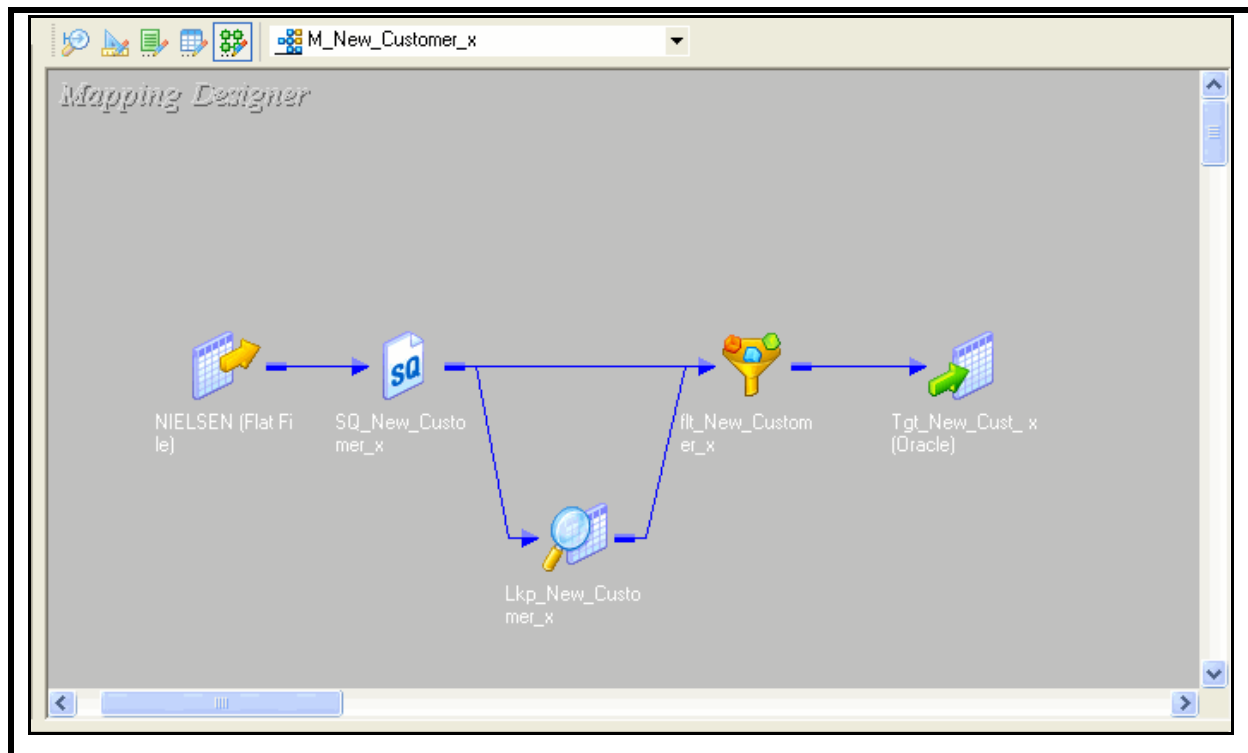 M_New_Customer_x
Mapping Designer
NIELSEN (Flat Fi
le)
SQ
SQ_New_Custo
mer_x
flt_New_Custom
er_x
Tgt_New_Cust_ x
(Oracle)
Lkp_New_Custo
mer_x